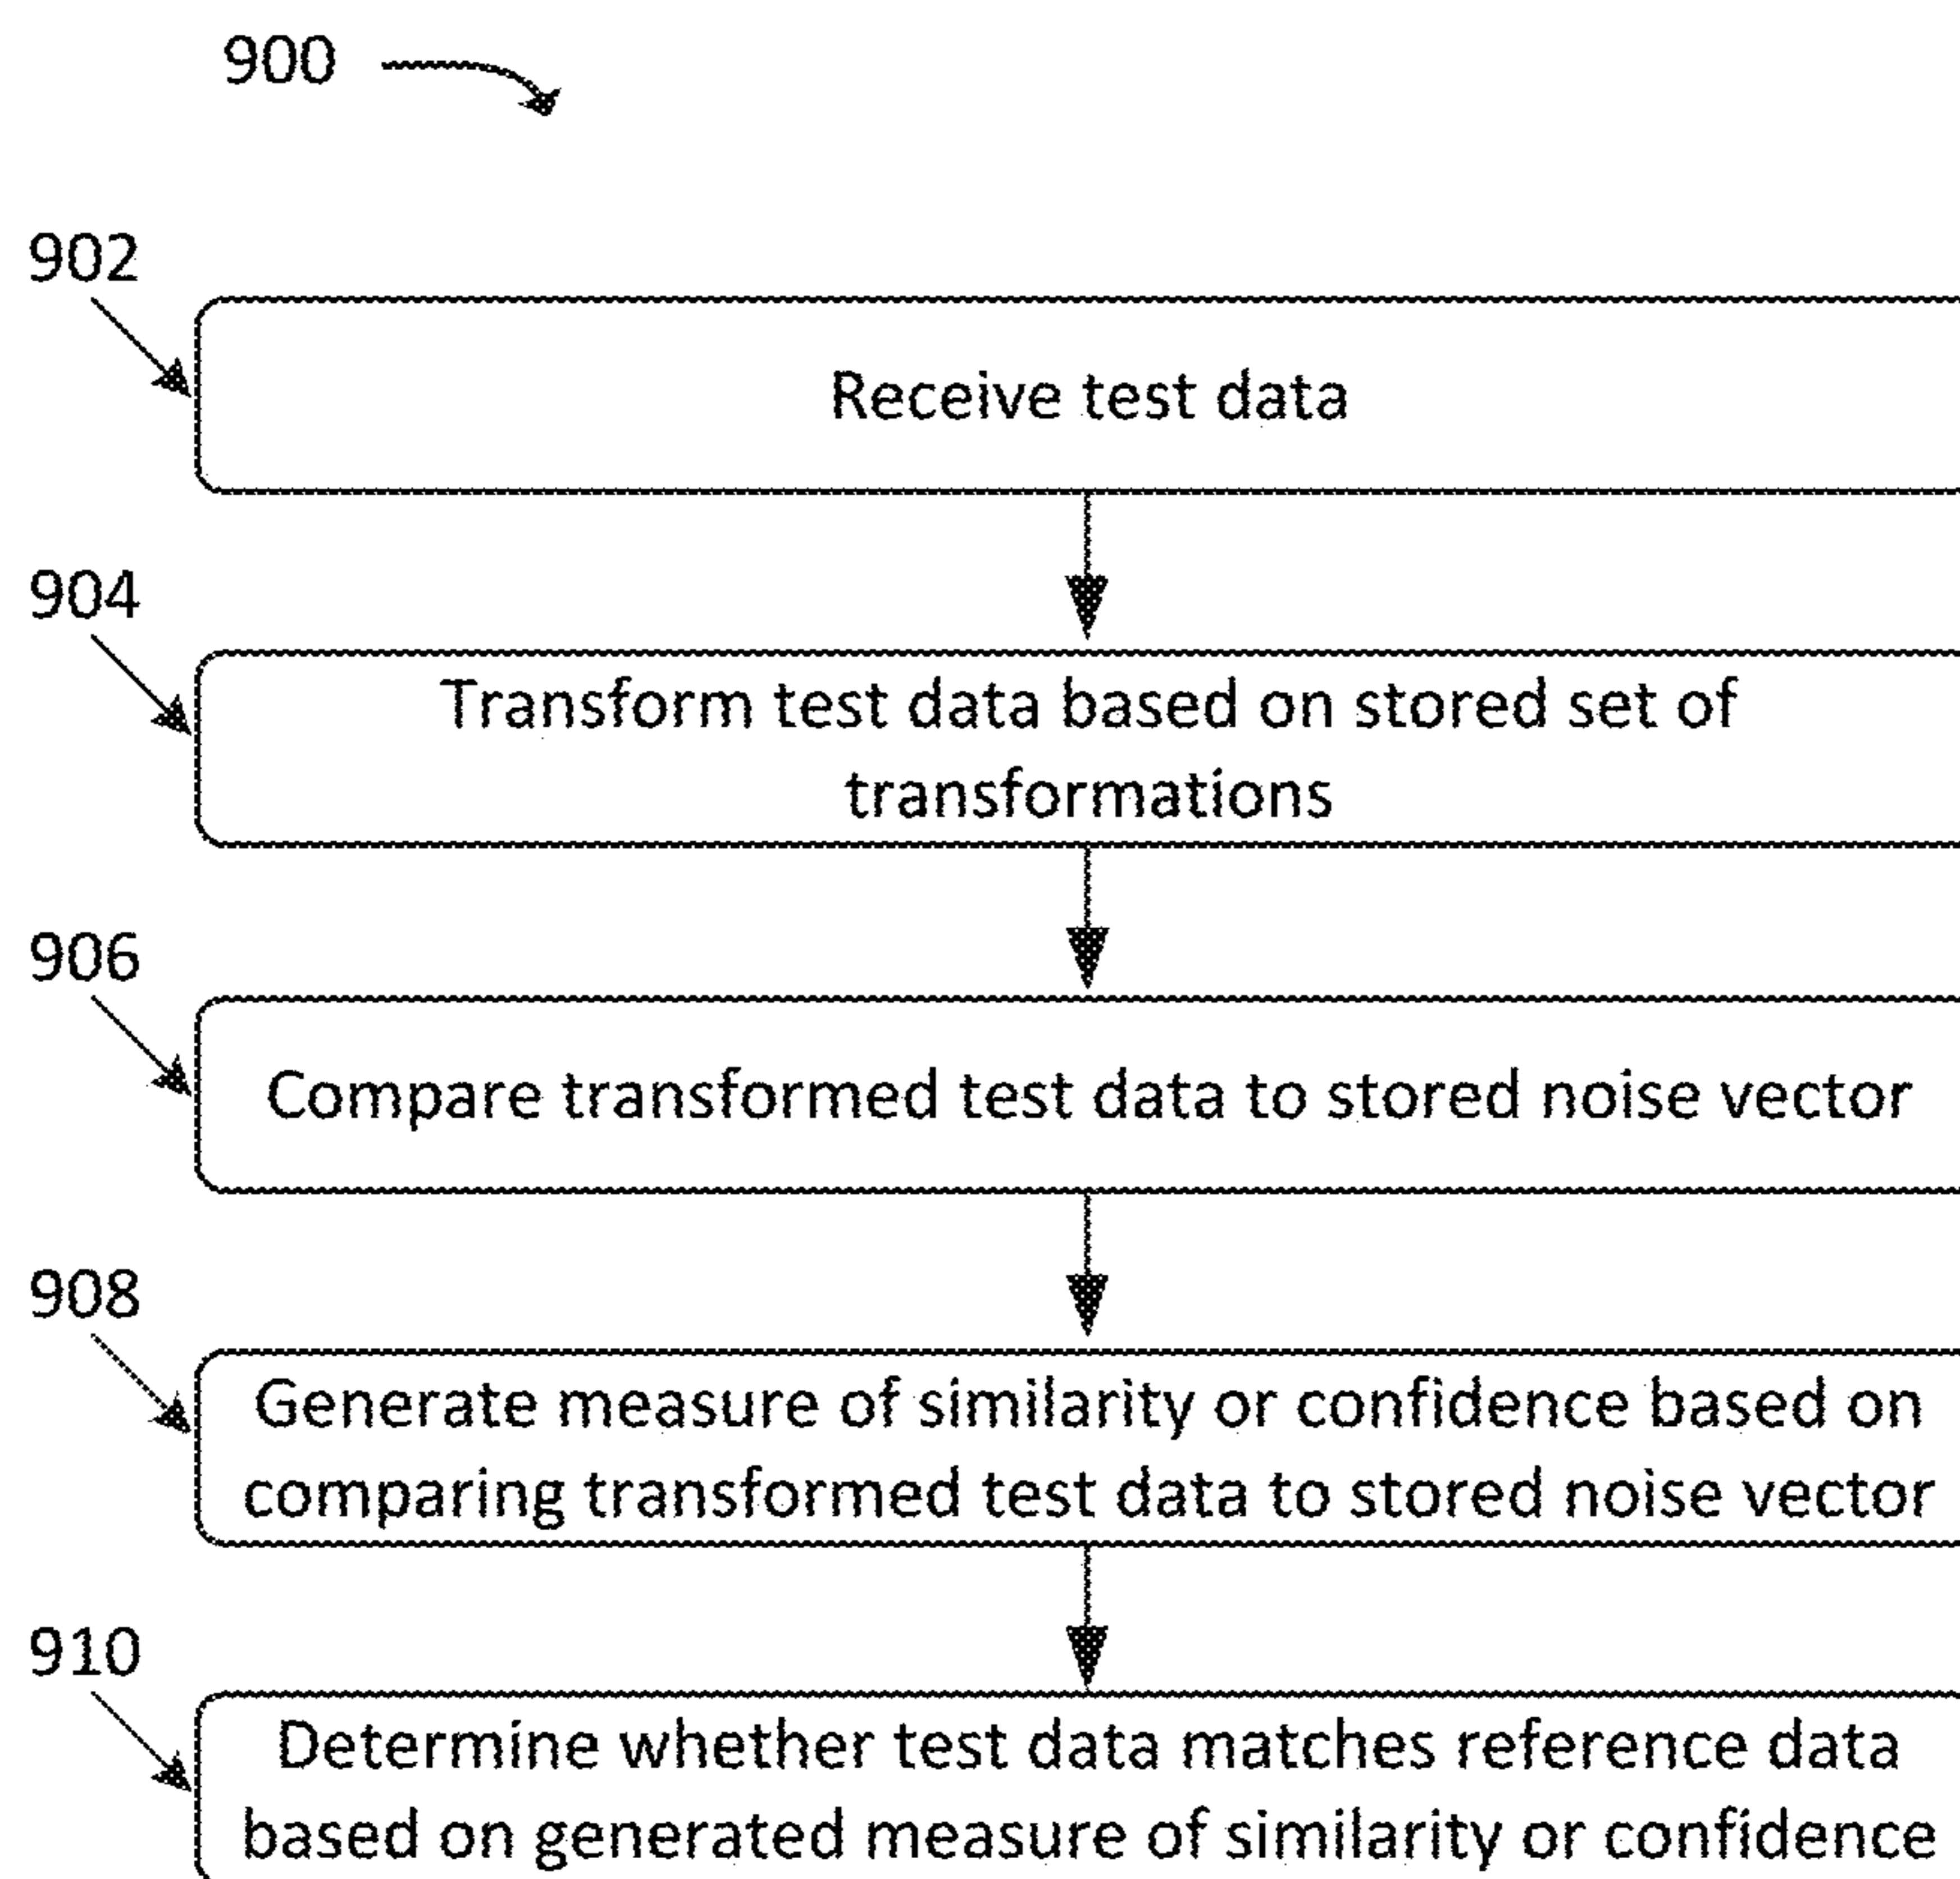 900
902
Receive test data
904
Transform test data based on stored set of
transformations
906
Compare transformed test data to stored noise vector
908
Generate measure of similarity or confidence based on
comparing transformed test data to stored noise vector
910
Determine whether test data matches reference data
based on generated measure of similarity or confidence